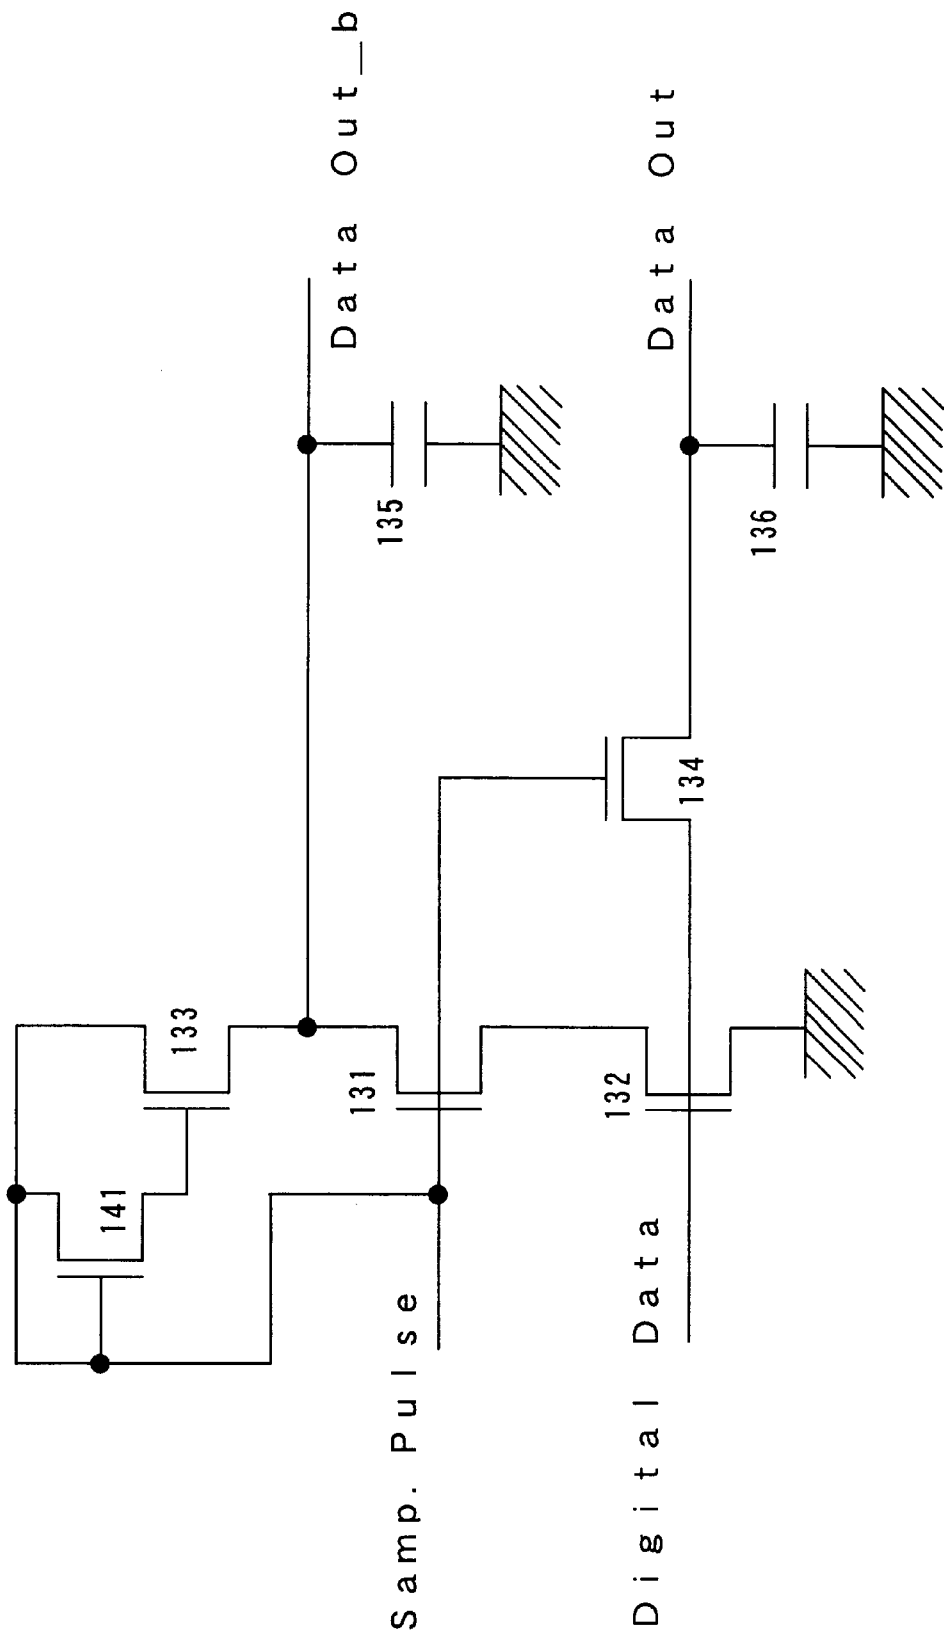 Data Out_b
135
133
141
131
Samp. Pulse
Data Out
136
134
132
Digital Data